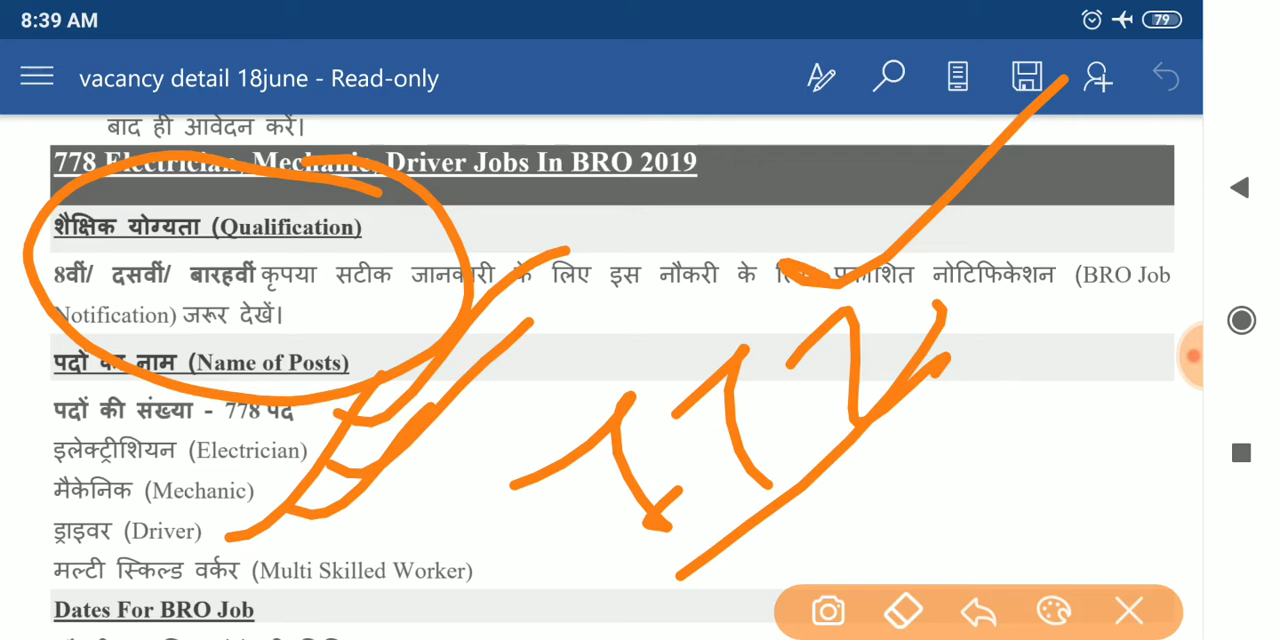 8:39 AM
79
vacancy detail 18june - Read-only
बाद ही आवेदन करें।
778 Electrician, Mechanic, Driver Jobs In BRO 2019
शैक्षिक योग्यता (Qualification)
8वीं/ दसवीं/ बारहवीं कृपया सटीक जानकारी के लिए इस नौकरी के लिए प्रकाशित नोटिफिकेशन (BRO Job
Notification) जरूर देखें।
पदो का नाम (Name of Posts)
पदों की संख्या - 778 पद
इलेक्ट्रीशियन (Electrician)
मैकेनिक (Mechanic)
ड्राइवर (Driver)
मल्टी स्किल्ड वर्कर (Multi Skilled Worker)
Dates For BRO Job